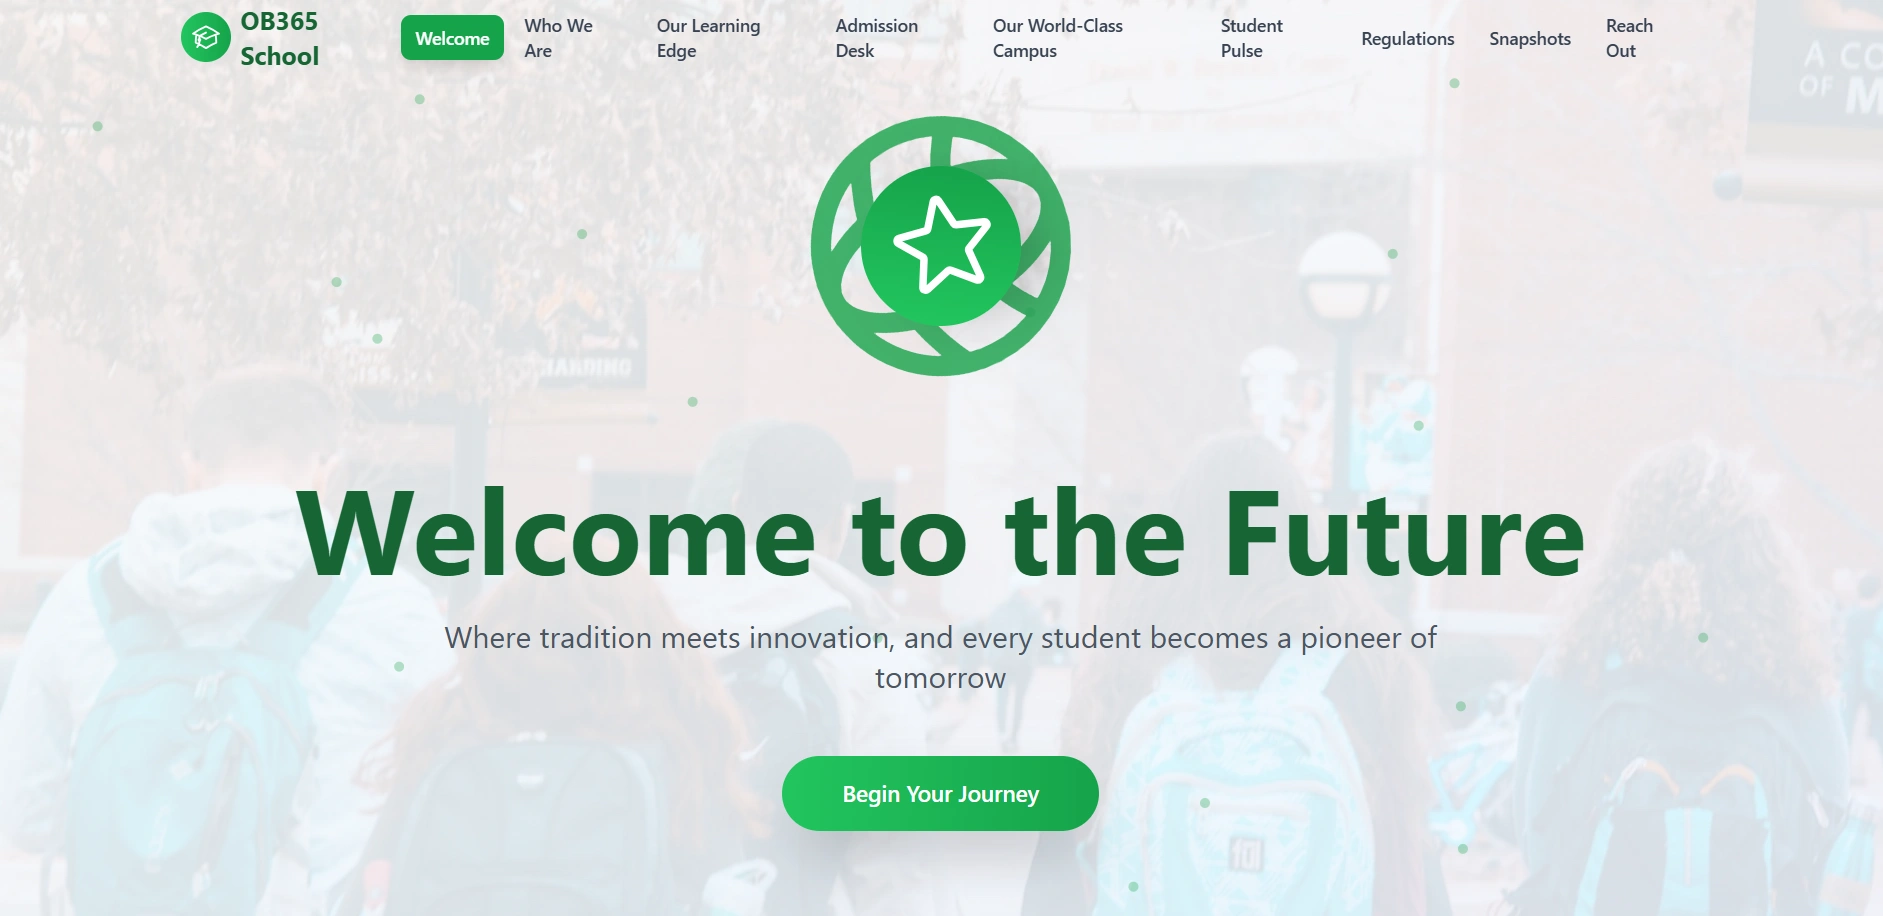 OB365
School
Welcome
Who We
Are
Our Learning
Edge
Admission
Desk
Our World-Class
Campus
Student
Pulse
Regulations
Snapshots
Reach
Out
A CO
OF M
Welcome to the Future
Where tradition meets innovation, and every student becomes a pioneer of
tomorrow
Begin Your Journey